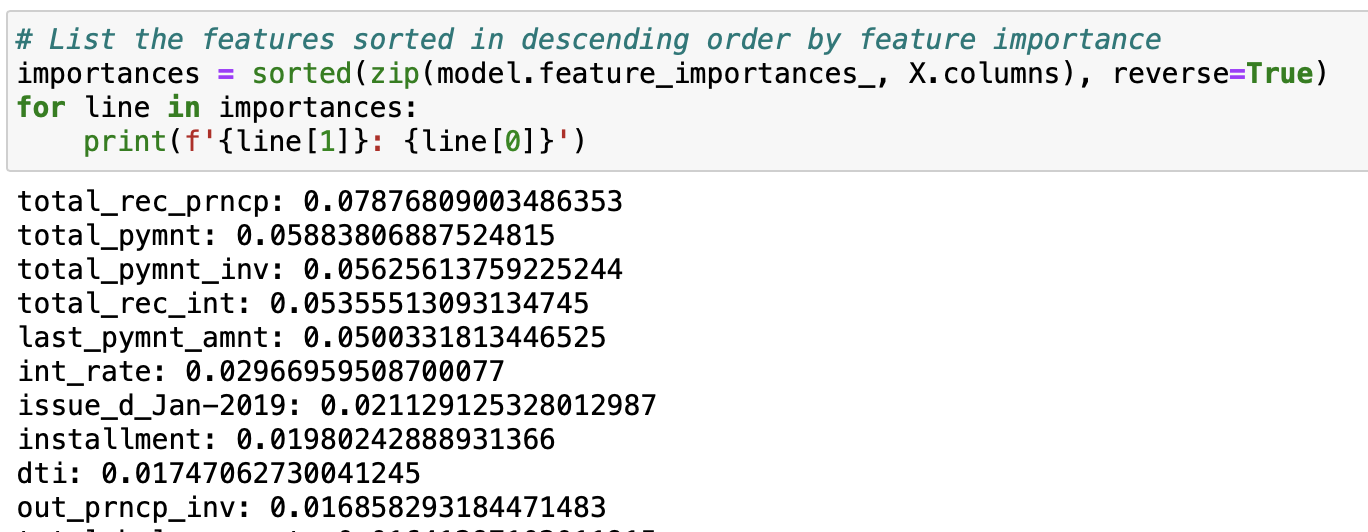 # List the features sorted in descending order by feature importance
importances = sorted(zip(model.feature_importances_, X.columns), reverse=True)
for line in importances:
    print(f'{line[1]}: {line[0]}')
total_rec_prncp: 0.07876809003486353
total_pymnt: 0.05883806887524815
total_pymnt_inv: 0.05625613759225244
total_rec_int: 0.05355513093134745
last_pymnt_amnt: 0.0500331813446525
int_rate: 0.02966959508700077
issue_d_Jan-2019: 0.021129125328012987
installment: 0.01980242888931366
dti: 0.01747062730041245
out_prncp_inv: 0.016858293184471483